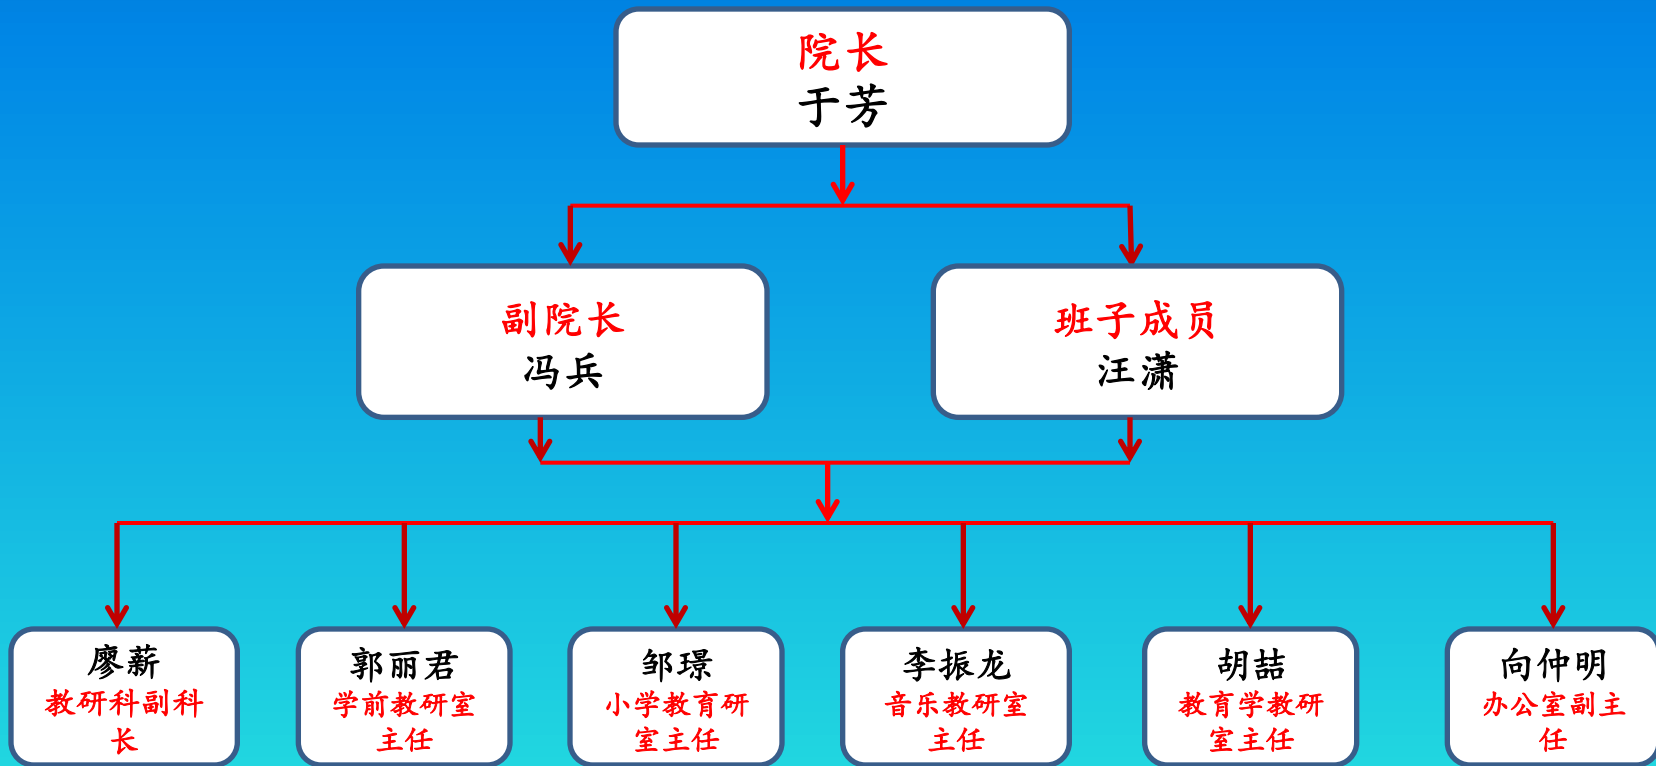 院长
于芳
副院长
冯兵
班子成员
汪潇
廖薪
教研科副科
长
郭丽君
学前教研室
主任
邹璟
小学教育研
室主任
李振龙
音乐教研室
主任
胡喆
教育学教研
室主任
向仲明
办公室副主
任